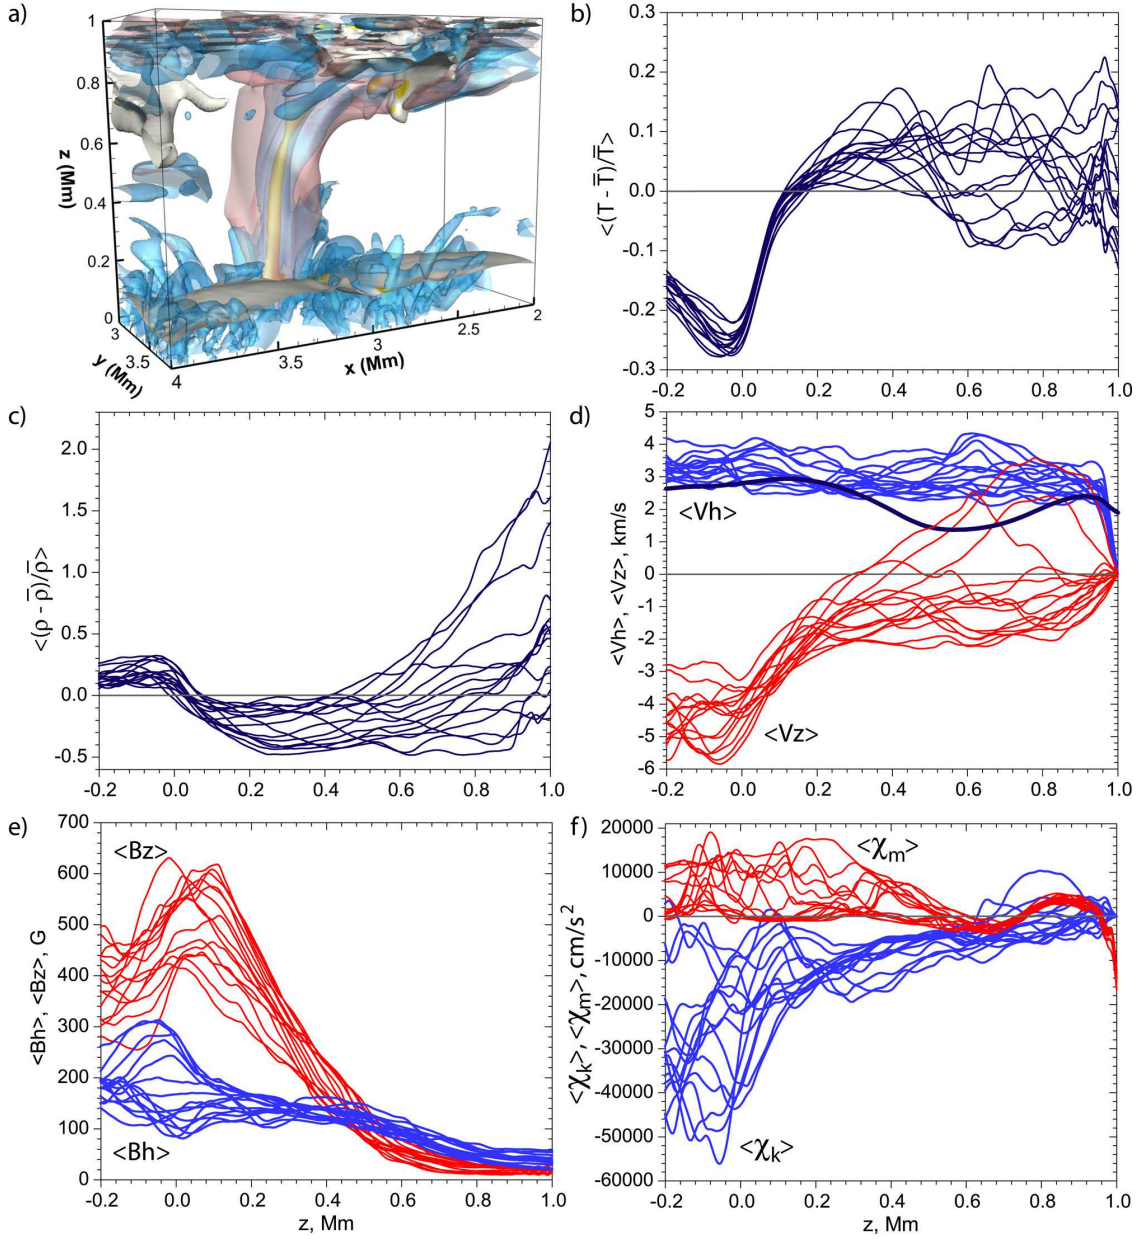 a)
1
0.8
0.6
0.4
0.2
0
z (Mm)
3
3.5
4
y (Mm)
4
3.5
3
2.5
2
x (Mm)
b)
0.3
0.2
0.1
0.0
-0.1
-0.2
-0.3
<(T - T̅)/T̅>
-0.2 0.0 0.2 0.4 0.6 0.8 1.0
c)
2.0
1.5
1.0
0.5
0.0
-0.5
<(ρ - ρ̅)/ρ̅>
-0.2 0.0 0.2 0.4 0.6 0.8 1.0
d)
5
4
3
2
1
0
-1
-2
-3
-4
-5
-6
<Vh>, <Vz>, km/s
<Vh>
<Vz>
-0.2 0.0 0.2 0.4 0.6 0.8 1.0
e)
700
600
500
400
300
200
100
0
<Bh>, <Bz>, G
<Bz>
<Bh>
-0.2 0.0 0.2 0.4 0.6 0.8 1.0
z, Mm
f)
20000
10000
0
-10000
-20000
-30000
-40000
-50000
-60000
<χk>, <χm>, cm/s²
<χm>
<χk>
-0.2 0.0 0.2 0.4 0.6 0.8 1.0
z, Mm